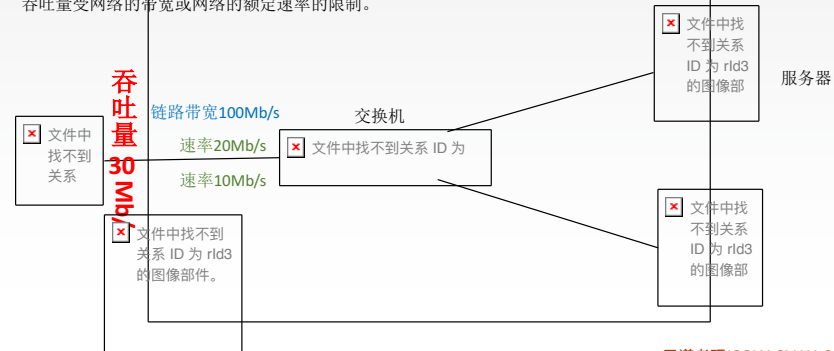 吞吐量受网络的带宽或网络的额定速率的限制。
文件中找
不到关系
ID 为 rId3
的图像部
服务器
吞吐量 30 Mb/
链路带宽100Mb/s
交换机
文件中
找不到
关系
速率20Mb/s
文件中找不到关系 ID 为
速率10Mb/s
文件中找不到
关系 ID 为 rId3
的图像部件。
文件中找
不到关系
ID 为 rId3
的图像部